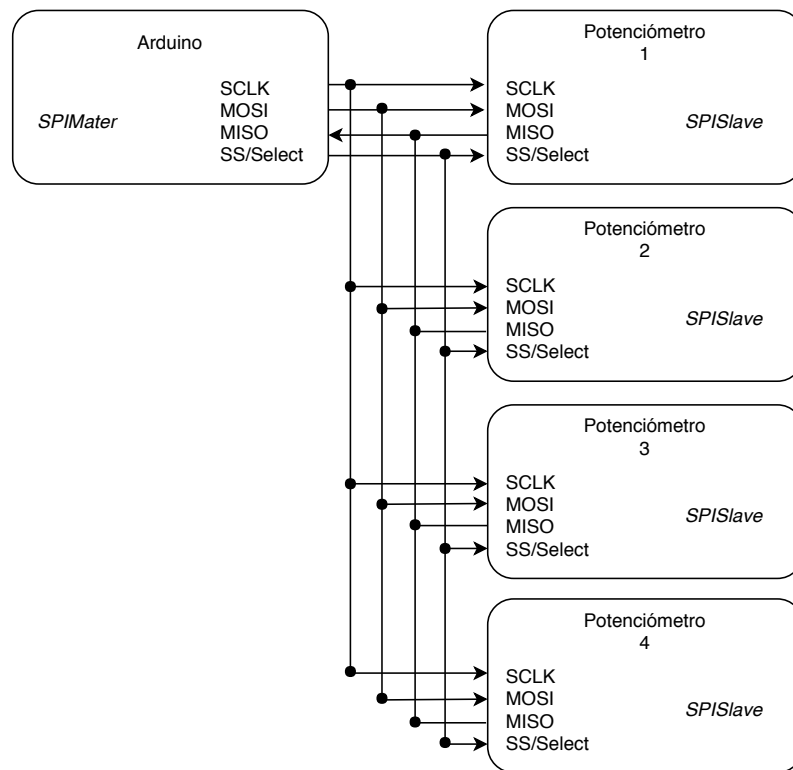 Arduino
SPIMater
SCLK
MOSI
MISO
SS/Select
Potenciómetro
1
SCLK
MOSI
MISO
SS/Select
SPISlave
Potenciómetro
2
SCLK
MOSI
MISO
SS/Select
SPISlave
Potenciómetro
3
SCLK
MOSI
MISO
SS/Select
SPISlave
Potenciómetro
4
SCLK
MOSI
MISO
SS/Select
SPISlave